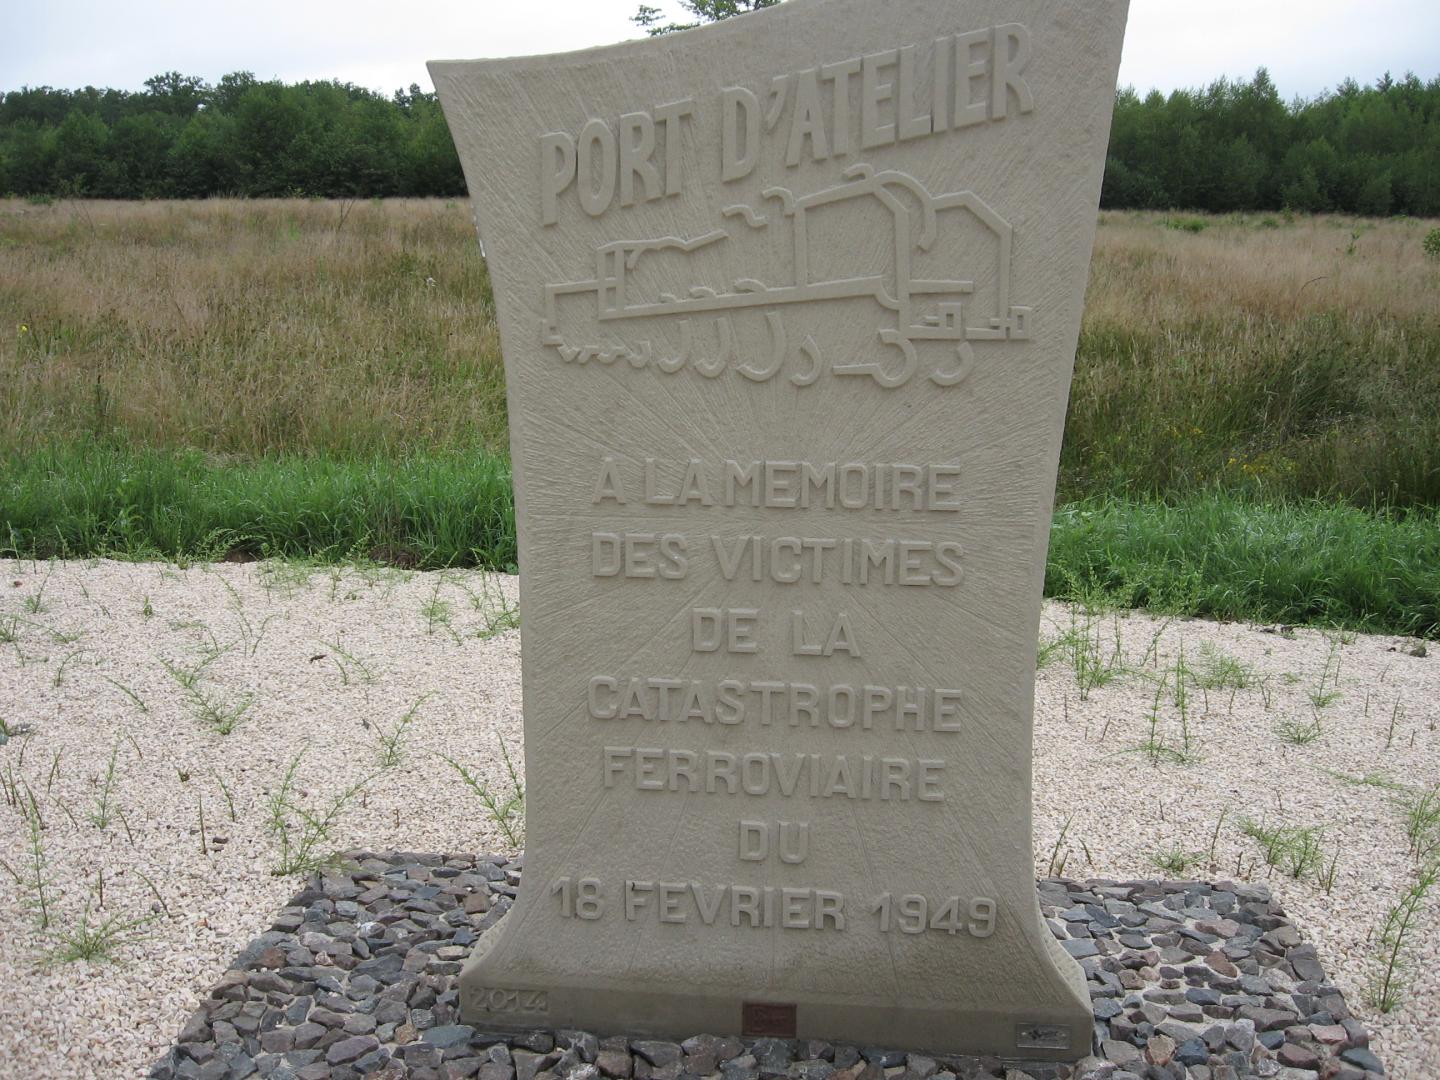 PORT D'ATELIER
A LA MEMOIRE
DES VICTIMES
DE LA
CATASTROPHE
FERROVIAIRE
DU
18 FEVRIER 1949
2014